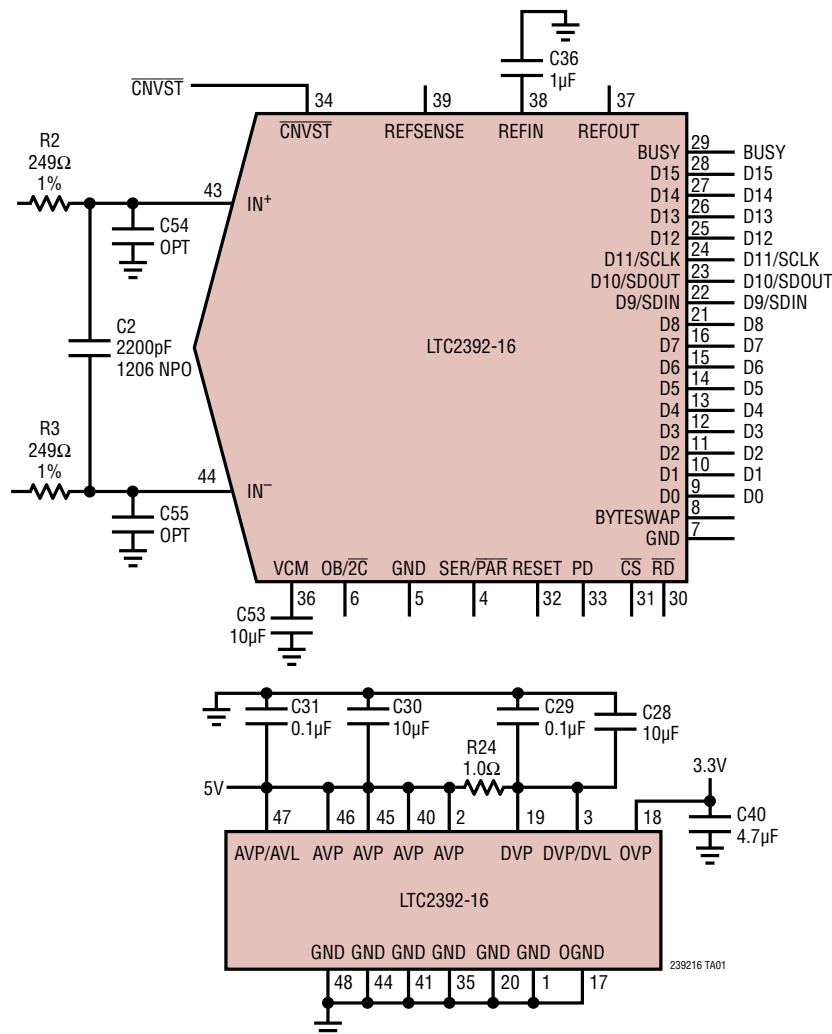 C36
1µF
CNVST
34
39
38
37
CNVST
REFSENSE
REFIN
REFOUT
R2
249Ω
1%
43
IN+
C54
OPT
C2
2200pF
1206 NPO
LTC2392-16
R3
249Ω
1%
44
IN−
C55
OPT
BUSY 29 BUSY
D15 28 D15
D14 27 D14
D13 26 D13
D12 25 D12
D11/SCLK 24 D11/SCLK
D10/SDOUT 23 D10/SDOUT
D9/SDIN 22 D9/SDIN
D8 21 D8
D7 16 D7
D6 15 D6
D5 14 D5
D4 13 D4
D3 12 D3
D2 11 D2
D1 10 D1
D0 9 D0
BYTESWAP 8
GND 7
VCM OB/2C GND SER/PAR RESET PD CS RD
36 6 5 4 32 33 31 30
C53
10µF
C31
0.1µF
C30
10µF
C29
0.1µF
C28
10µF
R24
1.0Ω
5V
3.3V
C40
4.7µF
47 46 45 40 2 19 3 18
AVP/AVL AVP AVP AVP AVP DVP DVP/DVL OVP
LTC2392-16
GND GND GND GND GND GND OGND
48 44 41 35 20 1 17
239216 TA01